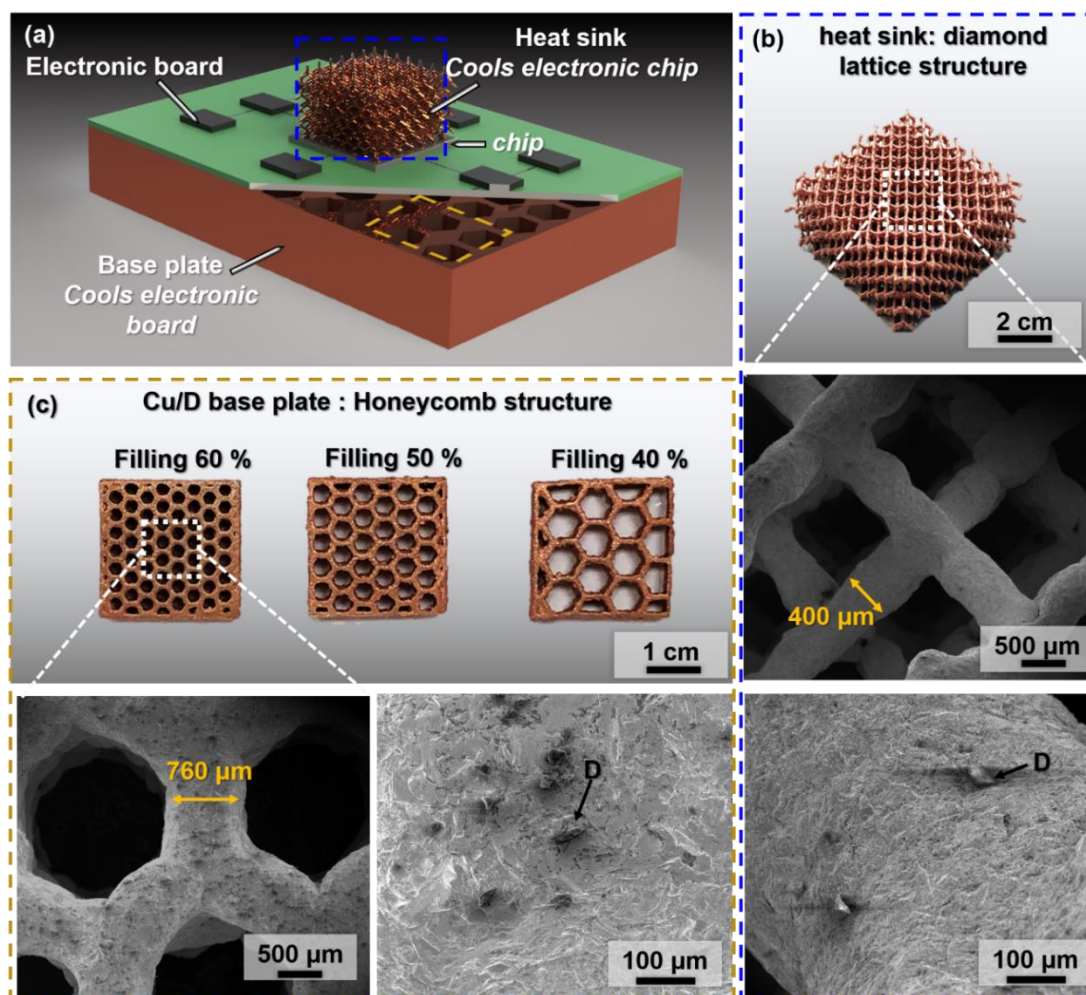 (a)
Electronic board
Heat sink
Cools electronic chip
chip
Base plate
Cools electronic
board
(b)
heat sink: diamond
lattice structure
2 cm
400 µm
500 µm
D
100 µm
(c)
Cu/D base plate : Honeycomb structure
Filling 60 %
Filling 50 %
Filling 40 %
1 cm
760 µm
500 µm
D
100 µm